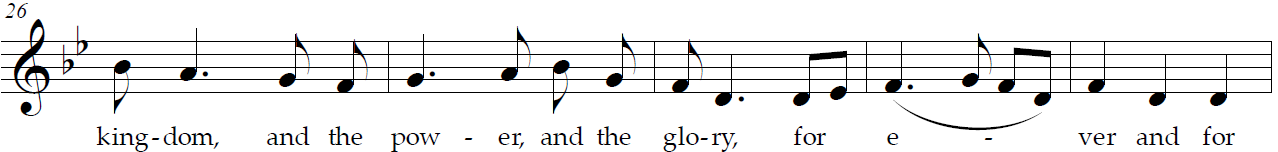 26
king-dom, and the pow - er, and the glo-ry, for e - ver and for